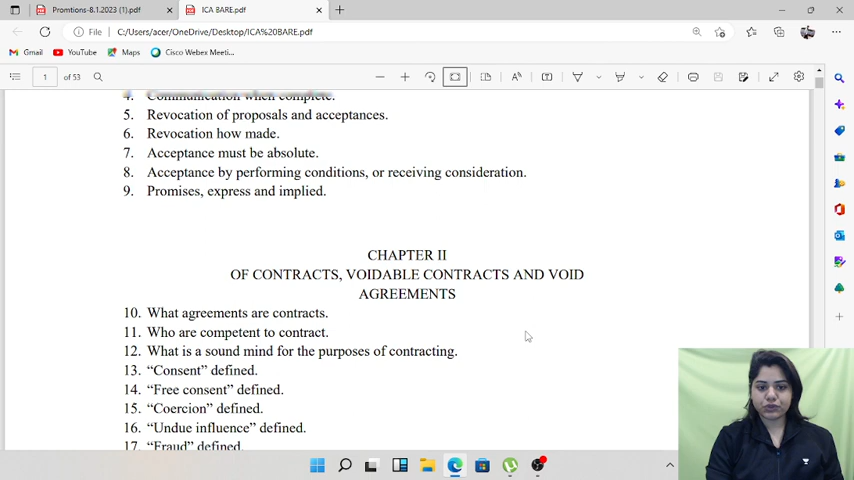 Promtions-8.1.2023 (1).pdf
ICA BARE.pdf
File
C:/Users/acer/OneDrive/Desktop/ICA%20BARE.pdf
Gmail
YouTube
Maps
Cisco Webex Meeti...
1
of 53
4. Communication when complete.
5. Revocation of proposals and acceptances.
6. Revocation how made.
7. Acceptance must be absolute.
8. Acceptance by performing conditions, or receiving consideration.
9. Promises, express and implied.
CHAPTER II
OF CONTRACTS, VOIDABLE CONTRACTS AND VOID
AGREEMENTS
10. What agreements are contracts.
11. Who are competent to contract.
12. What is a sound mind for the purposes of contracting.
13. “Consent” defined.
14. “Free consent” defined.
15. “Coercion” defined.
16. “Undue influence” defined.
17. “Fraud” defined.